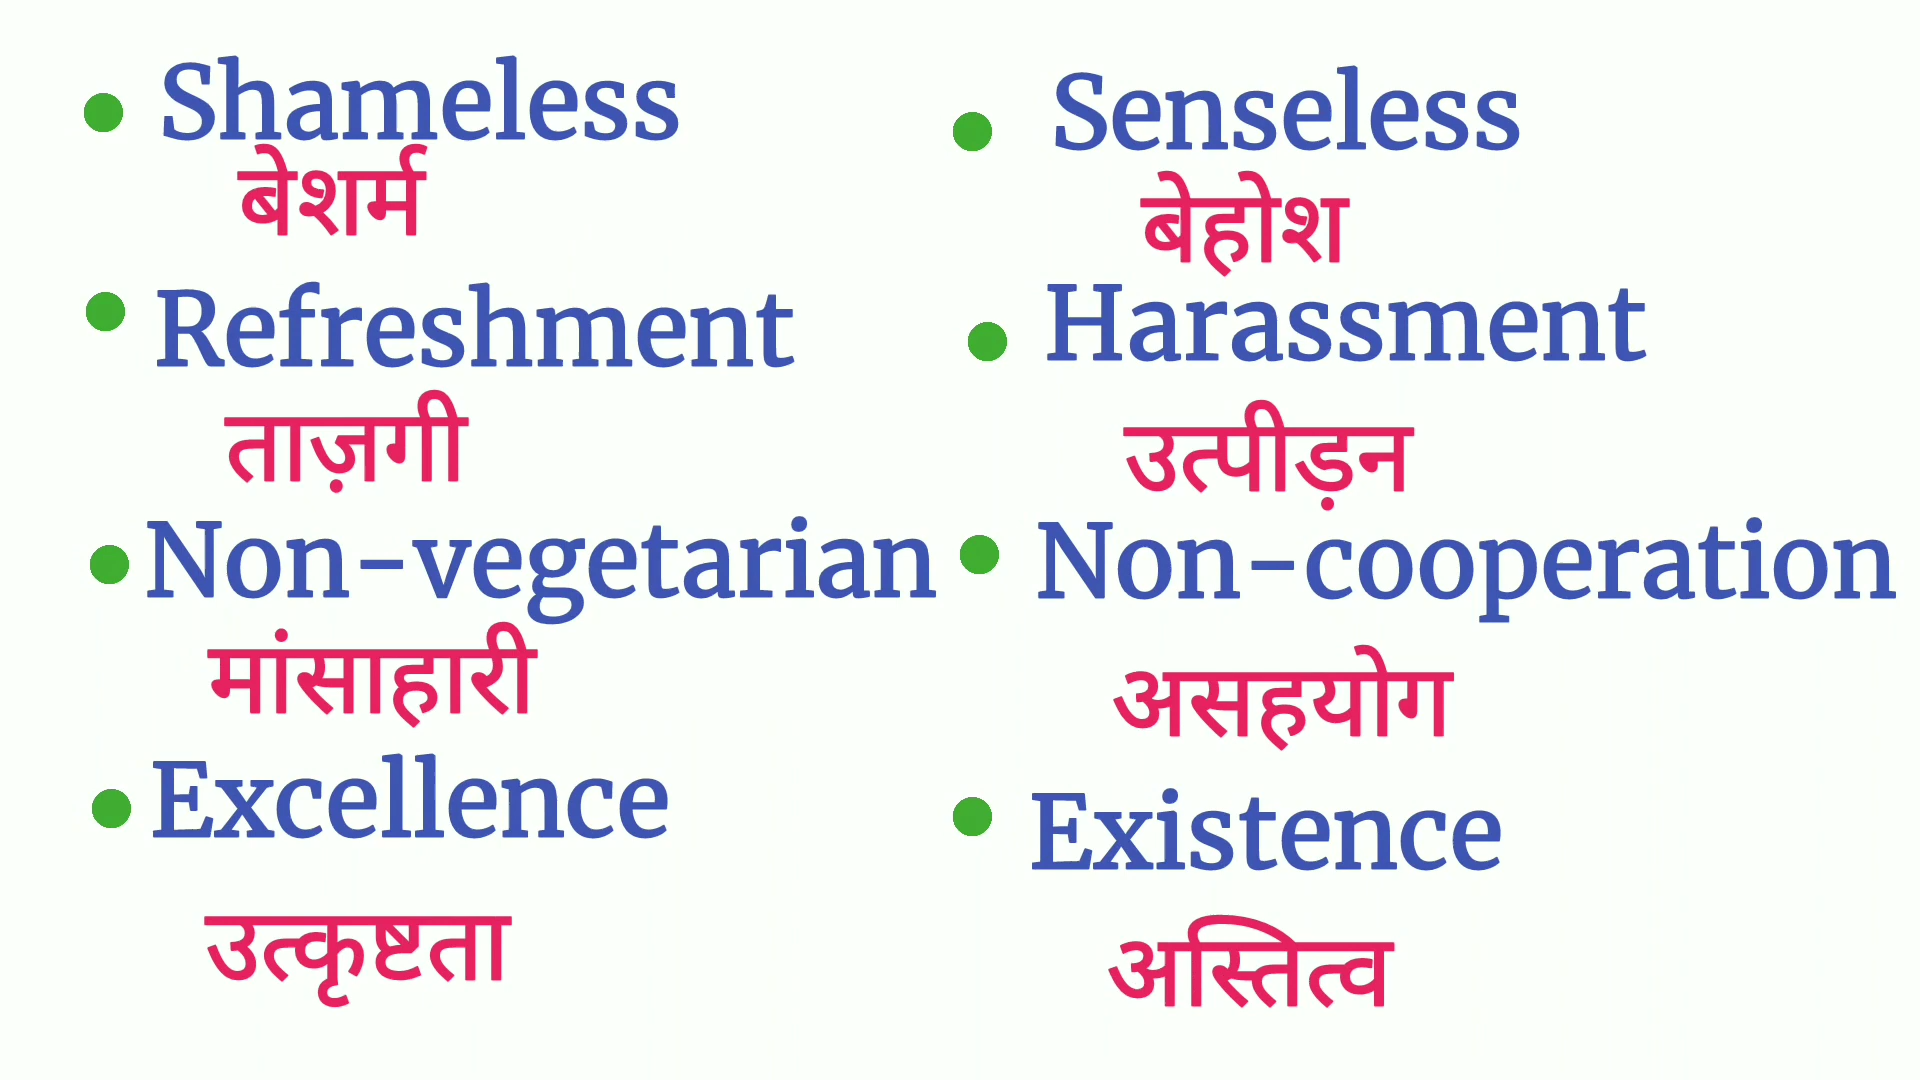 Shameless
बेशर्म
Refreshment
ताज़गी
Non-vegetarian
मांसाहारी
Excellence
उत्कृष्टता
Senseless
बेहोश
Harassment
उत्पीड़न
Non-cooperation
असहयोग
Existence
अस्तित्व